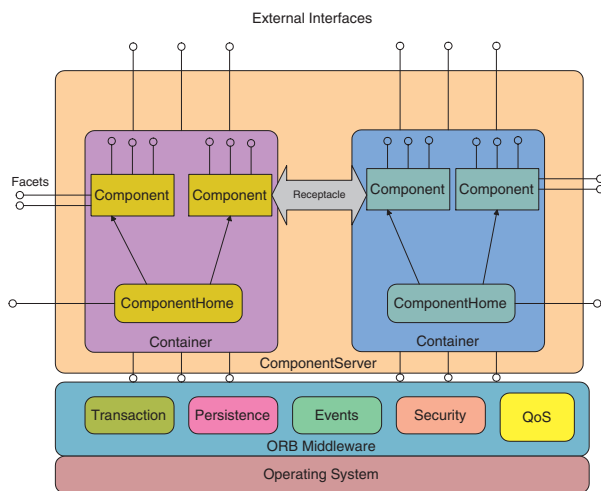 External Interfaces
Facets
Component
Component
Receptacle
Component
Component
ComponentHome
ComponentHome
Container
Container
ComponentServer
Transaction
Persistence
Events
Security
QoS
ORB Middleware
Operating System